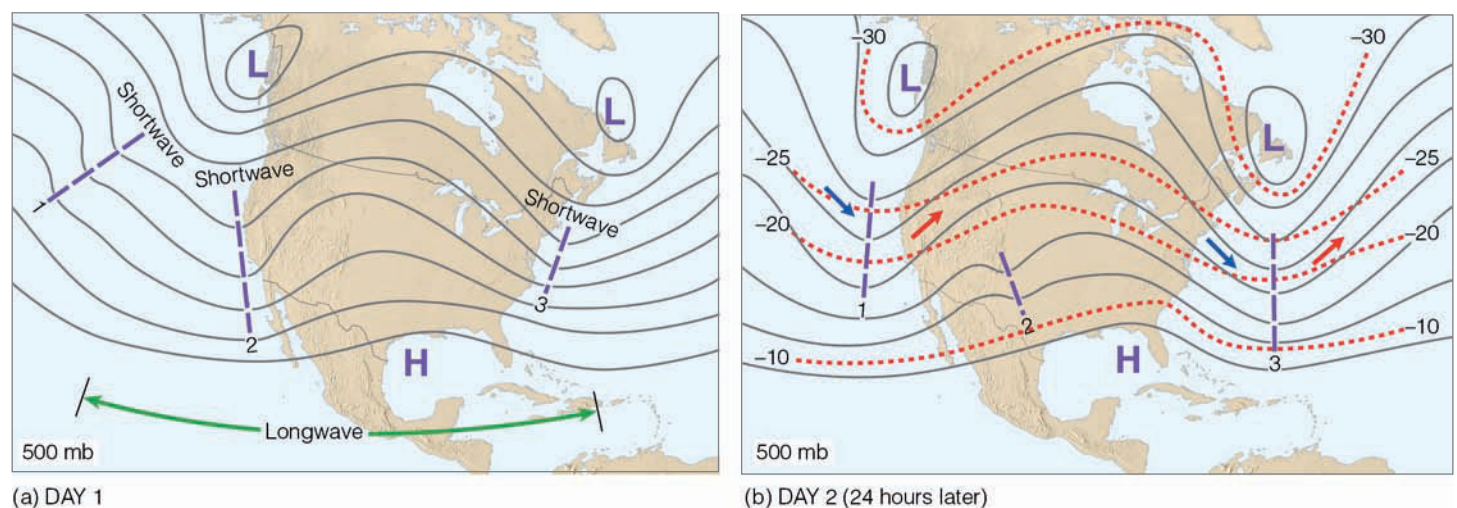 L
L
Shortwave
Shortwave
Shortwave
1
2
3
H
Longwave
500 mb
(a) DAY 1
–30
–30
L
L
–25
–25
–20
–20
1
2
3
–10
–10
H
500 mb
(b) DAY 2 (24 hours later)